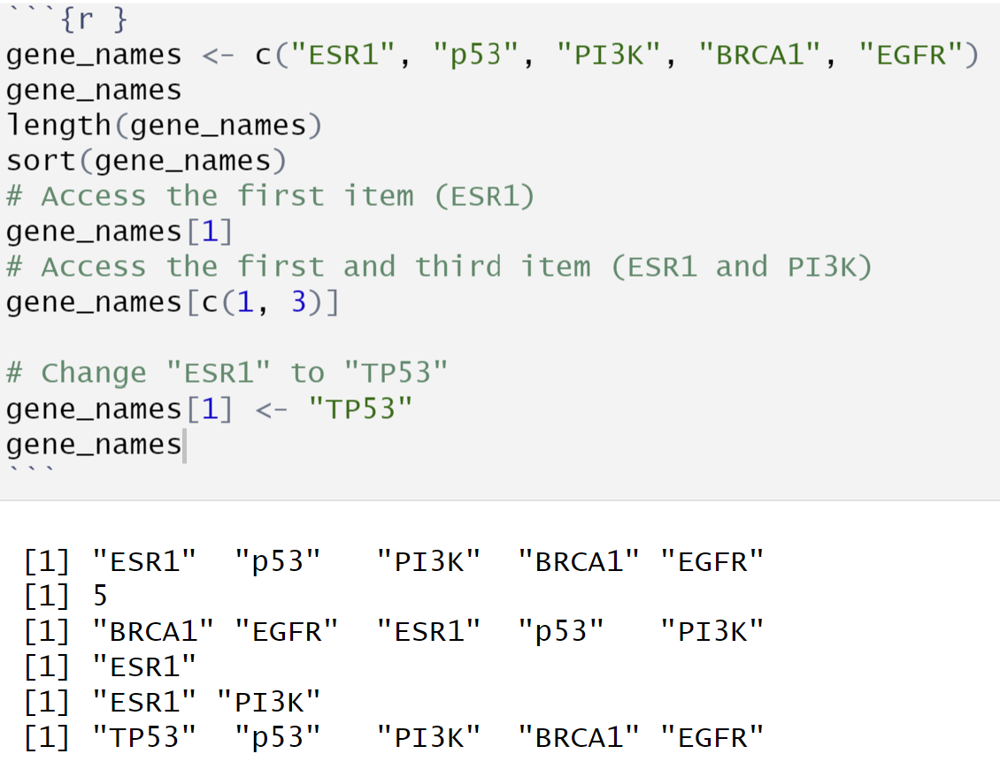 ```{r }
gene_names <- c("ESR1", "p53", "PI3K", "BRCA1", "EGFR")
gene_names
length(gene_names)
sort(gene_names)
# Access the first item (ESR1)
gene_names[1]
# Access the first and third item (ESR1 and PI3K)
gene_names[c(1, 3)]

# Change "ESR1" to "TP53"
gene_names[1] <- "TP53"
gene_names
```
[1] "ESR1"  "p53"   "PI3K"  "BRCA1" "EGFR"
[1] 5
[1] "BRCA1" "EGFR"  "ESR1"  "p53"   "PI3K"
[1] "ESR1"
[1] "ESR1" "PI3K"
[1] "TP53"  "p53"   "PI3K"  "BRCA1" "EGFR"